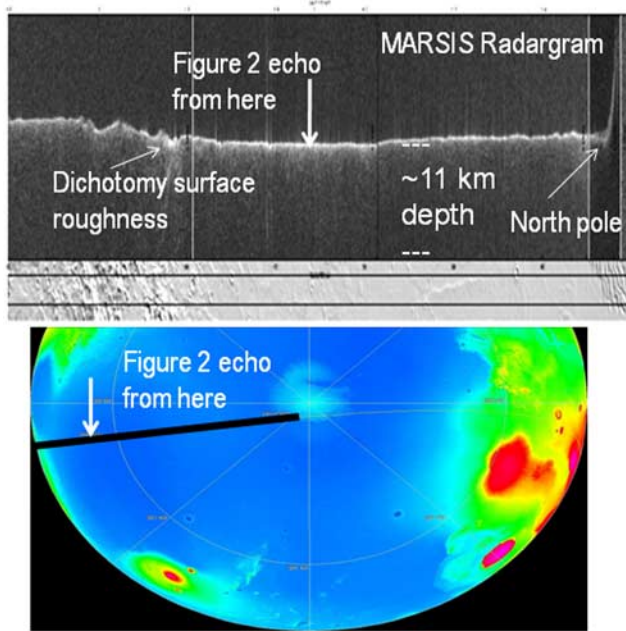 MARSIS Radargram
Figure 2 echo
from here
Dichotomy surface
roughness
~11 km
depth
North pole
Figure 2 echo
from here